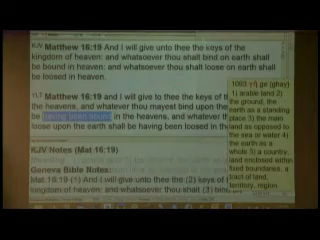 KJV Matthew 16:19 And I will give unto thee the keys of the
kingdom of heaven: and whatsoever thou shalt bind on earth shall
be bound in heaven: and whatsoever thou shalt loose on earth shall
be loosed in heaven.
YLT Matthew 16:19 and I will give to thee the keys of the
the heavens, and whatever thou mayest bind upon the
be having been bound in the heavens, and whatever
loose upon the earth shall be having been loosed in the
KJV Notes (Mat 16:19)
Geneva Bible Notes:
Mat 16:19 (†) And I will give unto thee the (2) keys of
kingdom of heaven: and whatsoever thou shalt (3) bind
1093 γῆ ge (ghay)
1) arable land 2)
the ground, the
earth as a standing
place 3) the main
land as opposed to
the sea or water 4)
the earth as a
whole 5) a country,
land enclosed within
fixed boundaries, a
tract of land,
territory, region